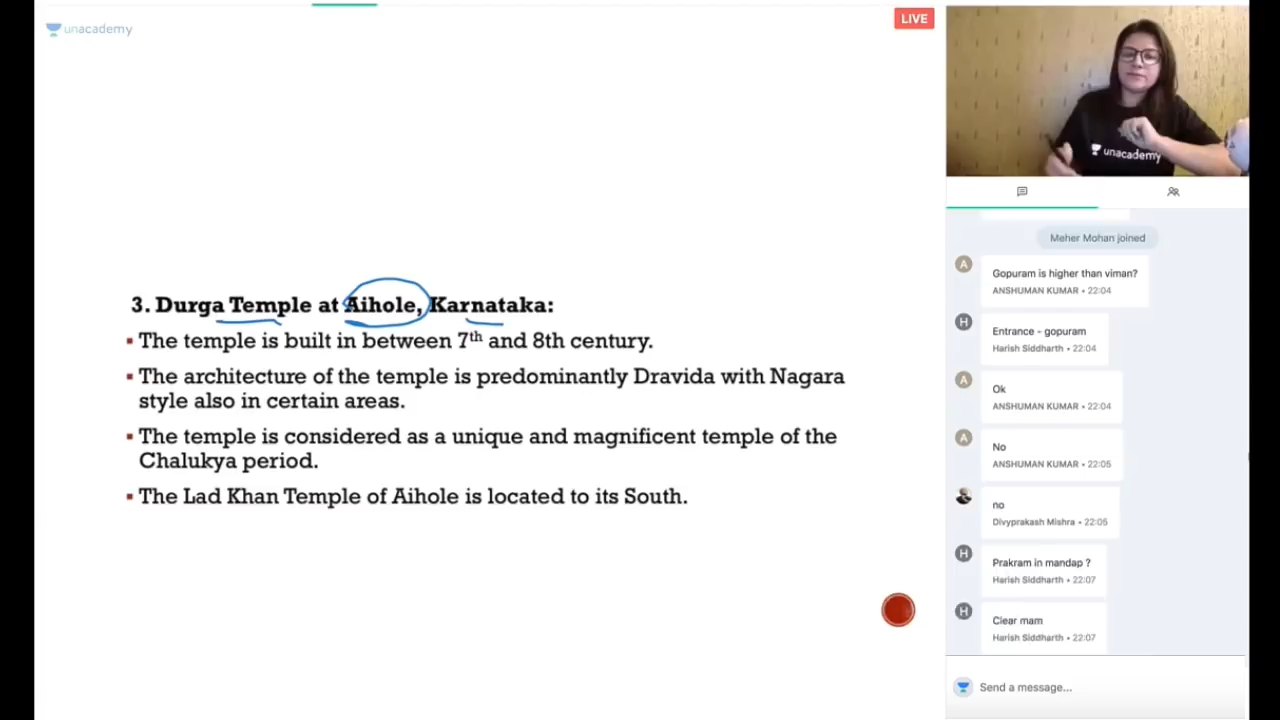 unacademy
LIVE
3. Durga Temple at Aihole, Karnataka:
▪ The temple is built in between 7th and 8th century.
▪ The architecture of the temple is predominantly Dravida with Nagara
style also in certain areas.
▪ The temple is considered as a unique and magnificent temple of the
Chalukya period.
▪ The Lad Khan Temple of Aihole is located to its South.
unacademy
Meher Mohan joined
A
Gopuram is higher than viman?
ANSHUMAN KUMAR • 22:04
H
Entrance - gopuram
Harish Siddharth • 22:04
A
Ok
ANSHUMAN KUMAR • 22:04
A
No
ANSHUMAN KUMAR • 22:05
no
Divyprakash Mishra • 22:05
H
Prakram in mandap ?
Harish Siddharth • 22:07
H
Clear mam
Harish Siddharth • 22:07
Send a message...